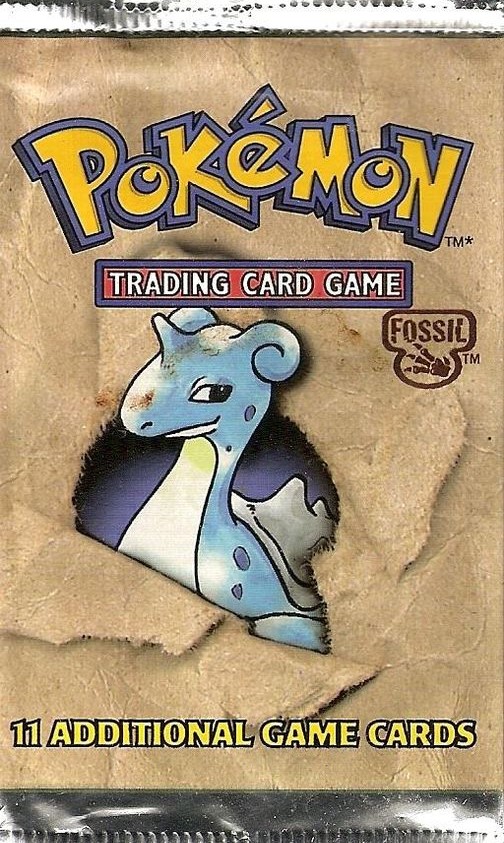 POKéMON
TM*
TRADING CARD GAME
FOSSIL
TM
11 ADDITIONAL GAME CARDS